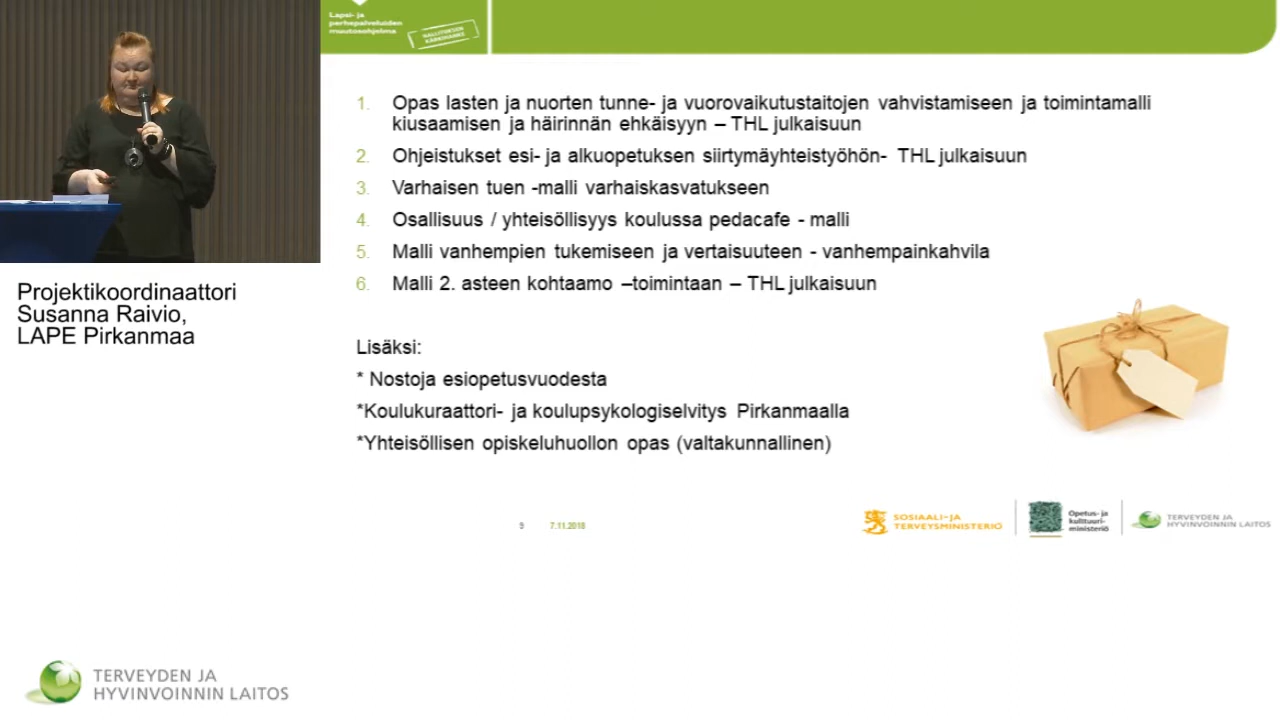 Lapsi- ja
perhepalveluiden
muutosohjelma
HALLITUKSEN
KÄRKIHANKE
1. Opas lasten ja nuorten tunne- ja vuorovaikutustaitojen vahvistamiseen ja toimintamalli
kiusaamisen ja häirinnän ehkäisyyn – THL julkaisuun
2. Ohjeistukset esi- ja alkuopetuksen siirtymäyhteistyöhön- THL julkaisuun
3. Varhaisen tuen -malli varhaiskasvatukseen
4. Osallisuus / yhteisöllisyys koulussa pedacafe - malli
5. Malli vanhempien tukemiseen ja vertaisuuteen - vanhempainkahvila
6. Malli 2. asteen kohtaamo –toimintaan – THL julkaisuun
Lisäksi:
* Nostoja esiopetusvuodesta
*Koulukuraattori- ja koulupsykologiselvitys Pirkanmaalla
*Yhteisöllisen opiskeluhuollon opas (valtakunnallinen)
9 7.11.2018
SOSIAALI- JA
TERVEYSMINISTERIÖ
Opetus- ja
kulttuuri-
ministeriö
TERVEYDEN JA
HYVINVOINNIN LAITOS
Projektikoordinaattori
Susanna Raivio,
LAPE Pirkanmaa
TERVEYDEN JA
HYVINVOINNIN LAITOS